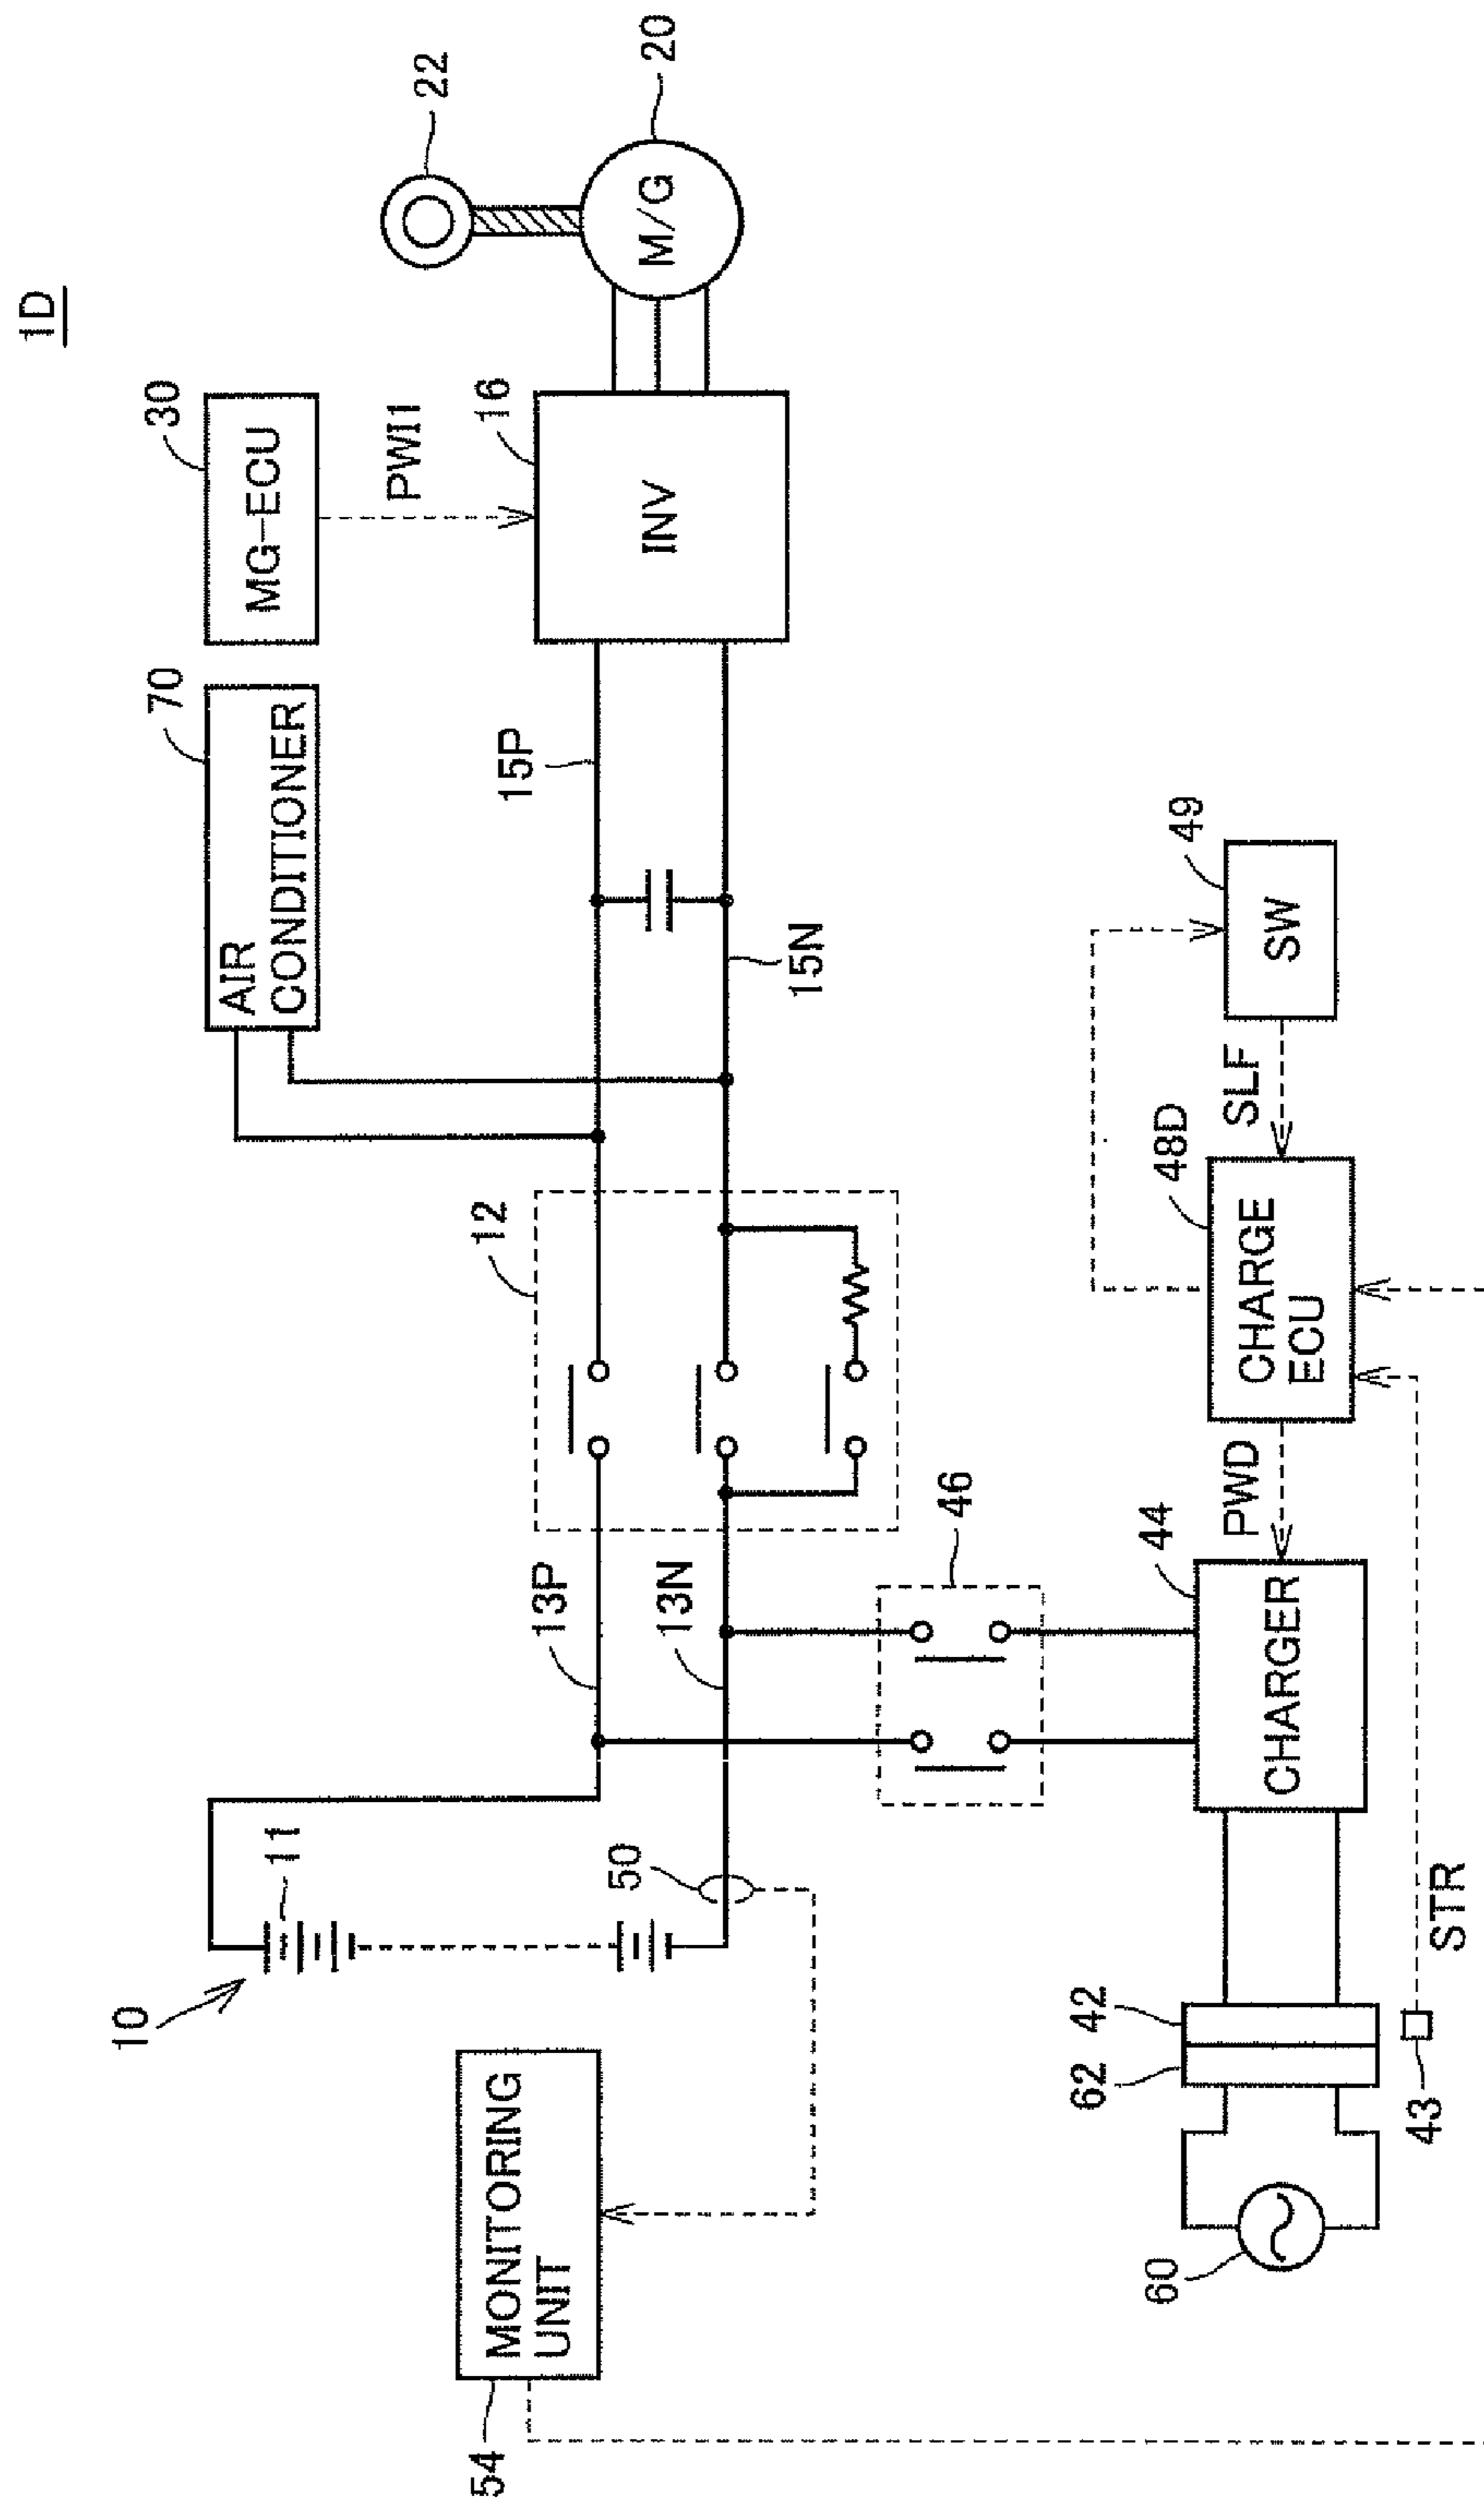 1D
10
11
13P
12
70
AIR
CONDITIONER
30
MG-ECU
PWI1
22
15P
16
INV
M/G
20
54
MONITORING
UNIT
50
13N
15N
46
60
62
42
44
CHARGER
PWD
48D
CHARGE
ECU
SLF
49
SW
43
STR